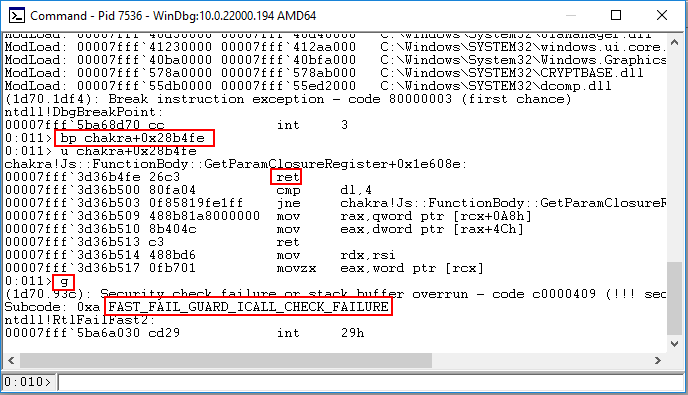 Command - Pid 7536 - WinDbg:10.0.22000.194 AMD64
ModLoad: 00007fff`41230000 00007fff`412aa000 C:\Windows\SYSTEM32\windows.ui.core.
ModLoad: 00007fff`40ba0000 00007fff`40bfa000 C:\Windows\SYSTEM32\Windows.Graphics
ModLoad: 00007fff`578a0000 00007fff`578ab000 C:\Windows\SYSTEM32\CRYPTBASE.dll
ModLoad: 00007fff`55db0000 00007fff`55ed2000 C:\Windows\SYSTEM32\dcomp.dll
(1d70.1df4): Break instruction exception - code 80000003 (first chance)
ntdll!DbgBreakPoint:
00007fff`5ba68d70 cc int 3
0:011> bp chakra+0x28b4fe
0:011> u chakra+0x28b4fe
chakra!Js::FunctionBody::GetParamClosureRegister+0x1e608e:
00007fff`3d36b4fe 26c3 ret
00007fff`3d36b500 80fa04 cmp dl,4
00007fff`3d36b503 0f85819fe1ff jne chakra!Js::FunctionBody::GetParamClosureR
00007fff`3d36b509 488b81a8000000 mov rax,qword ptr [rcx+0A8h]
00007fff`3d36b510 8b404c mov eax,dword ptr [rax+4Ch]
00007fff`3d36b513 c3 ret
00007fff`3d36b514 488bd6 mov rdx,rsi
00007fff`3d36b517 0fb701 movzx eax,word ptr [rcx]
0:011> g
(1d70.93c): Security check failure or stack buffer overrun - code c0000409 (!!! sec
Subcode: 0xa FAST_FAIL_GUARD_ICALL_CHECK_FAILURE
ntdll!RtlFailFast2:
00007fff`5ba6a030 cd29 int 29h
0:010>